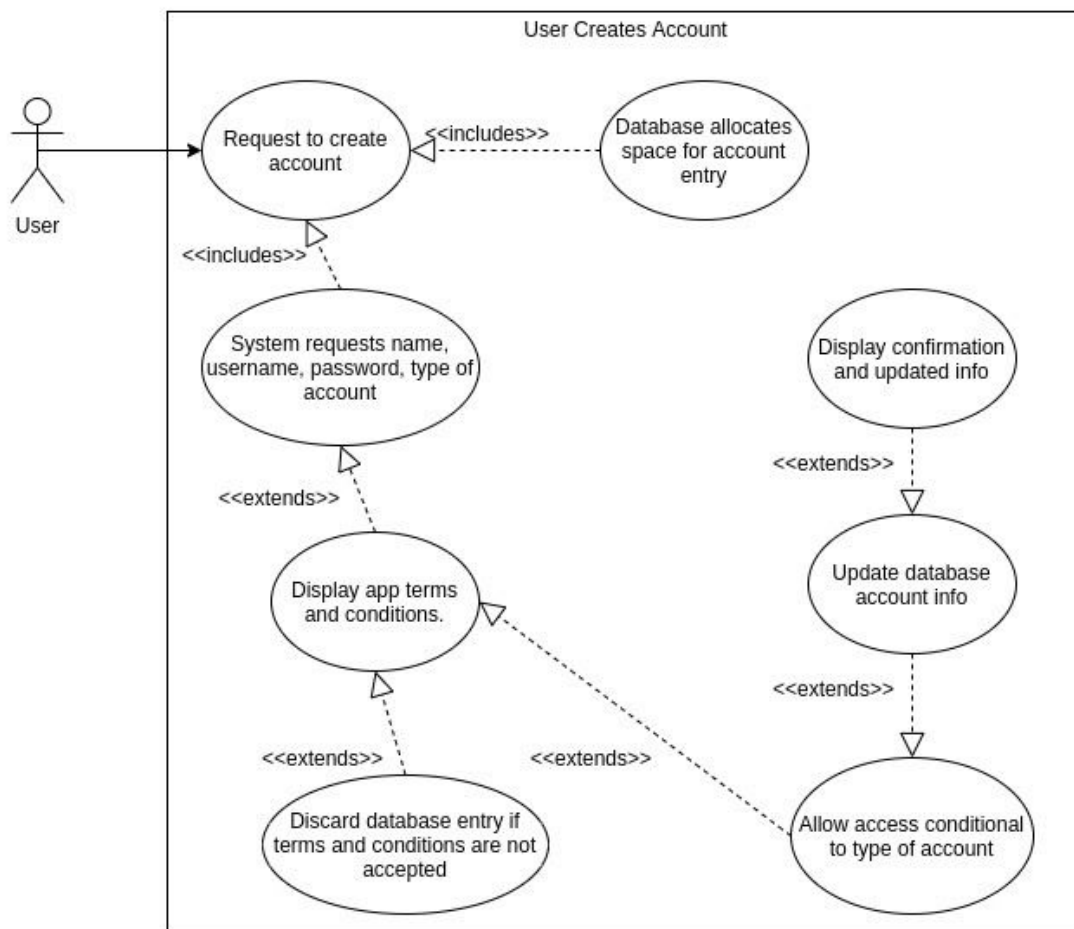 User Creates Account
Request to create
account
<<includes>>
Database allocates
space for account
entry
User
<<includes>>
System requests name,
username, password, type of
account
Display confirmation
and updated info
<<extends>>
<<extends>>
Display app terms
and conditions.
Update database
account info
<<extends>>
<<extends>>
<<extends>>
Discard database entry if
terms and conditions are not
accepted
Allow access conditional
to type of account